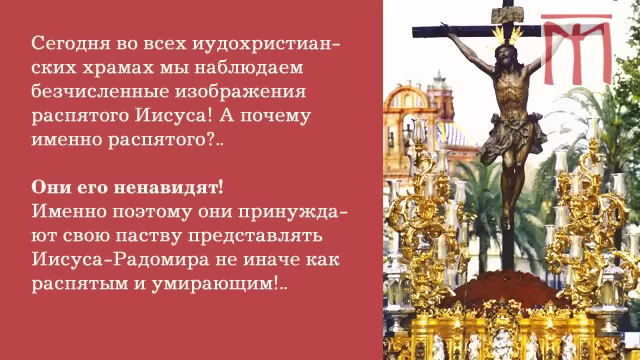 Сегодня во всех иудохристиан-
ских храмах мы наблюдаем
безчисленные изображения
распятого Иисуса! А почему
именно распятого?..
Они его ненавидят!
Именно поэтому они принужда-
ют свою паству представлять
Иисуса-Радомира не иначе как
распятым и умирающим!..